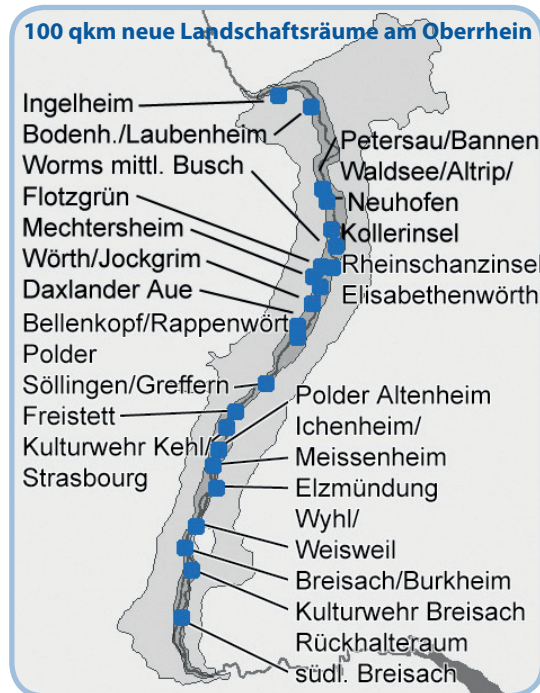 100 qkm neue Landschaftsräume am Oberrhein
Ingelheim
Bodenh./Laubenheim
Worms mittl. Busch
Flotzgrün
Mechtersheim
Wörth/Jockgrim
Daxlander Aue
Bellenkopf/Rappenwört
Polder
Söllingen/Greffern
Freistett
Kulturwehr Kehl/
Strasbourg
Petersau/Bannen
Waldsee/Altrip/
Neuhofen
Kollerinsel
Rheinschanzinsel
Elisabethenwörth
Polder Altenheim
Ichenheim/
Meissenheim
Elzmündung
Wyhl/
Weisweil
Breisach/Burkheim
Kulturwehr Breisach
Rückhalteraum
südl. Breisach